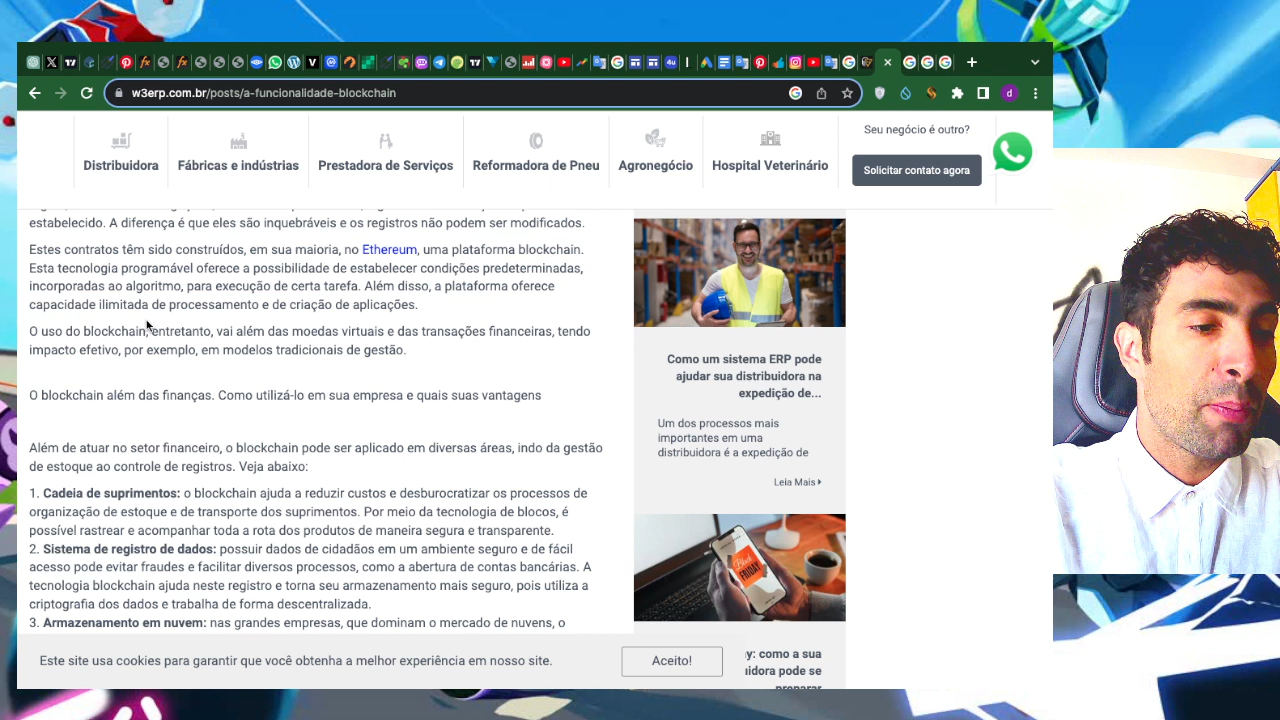 w3erp.com.br/posts/a-funcionalidade-blockchain
Distribuidora
Fábricas e indústrias
Prestadora de Serviços
Reformadora de Pneu
Agronegócio
Hospital Veterinário
Seu negócio é outro?
Solicitar contato agora
estabelecido. A diferença é que eles são inquebráveis e os registros não podem ser modificados.
Estes contratos têm sido construídos, em sua maioria, no Ethereum, uma plataforma blockchain.
Esta tecnologia programável oferece a possibilidade de estabelecer condições predeterminadas,
incorporadas ao algoritmo, para execução de certa tarefa. Além disso, a plataforma oferece
capacidade ilimitada de processamento e de criação de aplicações.
O uso do blockchain, entretanto, vai além das moedas virtuais e das transações financeiras, tendo
impacto efetivo, por exemplo, em modelos tradicionais de gestão.
O blockchain além das finanças. Como utilizá-lo em sua empresa e quais suas vantagens
Além de atuar no setor financeiro, o blockchain pode ser aplicado em diversas áreas, indo da gestão
de estoque ao controle de registros. Veja abaixo:
1. Cadeia de suprimentos: o blockchain ajuda a reduzir custos e desburocratizar os processos de
organização de estoque e de transporte dos suprimentos. Por meio da tecnologia de blocos, é
possível rastrear e acompanhar toda a rota dos produtos de maneira segura e transparente.
2. Sistema de registro de dados: possuir dados de cidadãos em um ambiente seguro e de fácil
acesso pode evitar fraudes e facilitar diversos processos, como a abertura de contas bancárias. A
tecnologia blockchain ajuda neste registro e torna seu armazenamento mais seguro, pois utiliza a
criptografia dos dados e trabalha de forma descentralizada.
3. Armazenamento em nuvem: nas grandes empresas, que dominam o mercado de nuvens, o
Como um sistema ERP pode
ajudar sua distribuidora na
expedição de...
Um dos processos mais
importantes em uma
distribuidora é a expedição de
Leia Mais
Black
FRIDAY
y: como a sua
uidora pode se
preparar
Este site usa cookies para garantir que você obtenha a melhor experiência em nosso site.
Aceito!